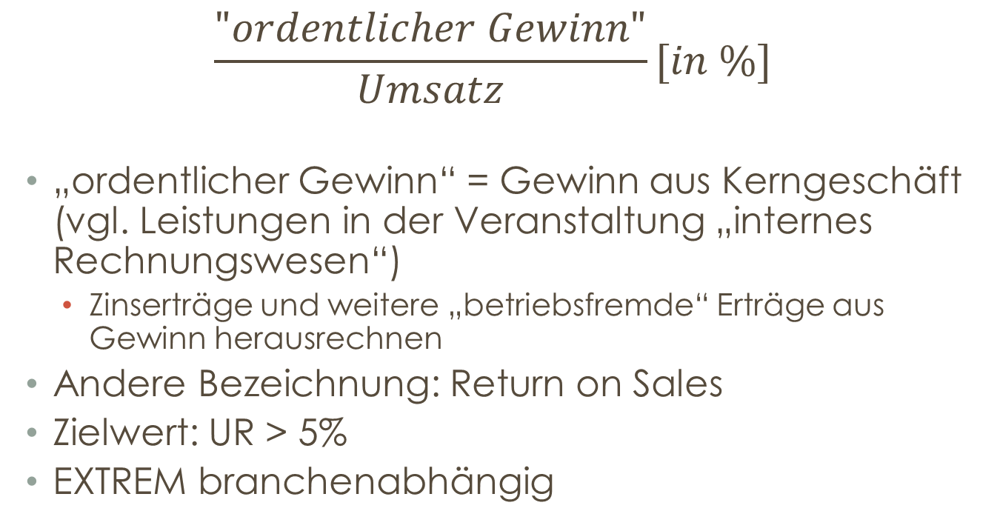 "ordentlicher Gewinn"
Umsatz
[in %]
• „ordentlicher Gewinn“ = Gewinn aus Kerngeschäft
(vgl. Leistungen in der Veranstaltung „internes
Rechnungswesen“)
• Zinserträge und weitere „betriebsfremde“ Erträge aus
Gewinn herausrechnen
• Andere Bezeichnung: Return on Sales
• Zielwert: UR > 5%
• EXTREM branchenabhängig